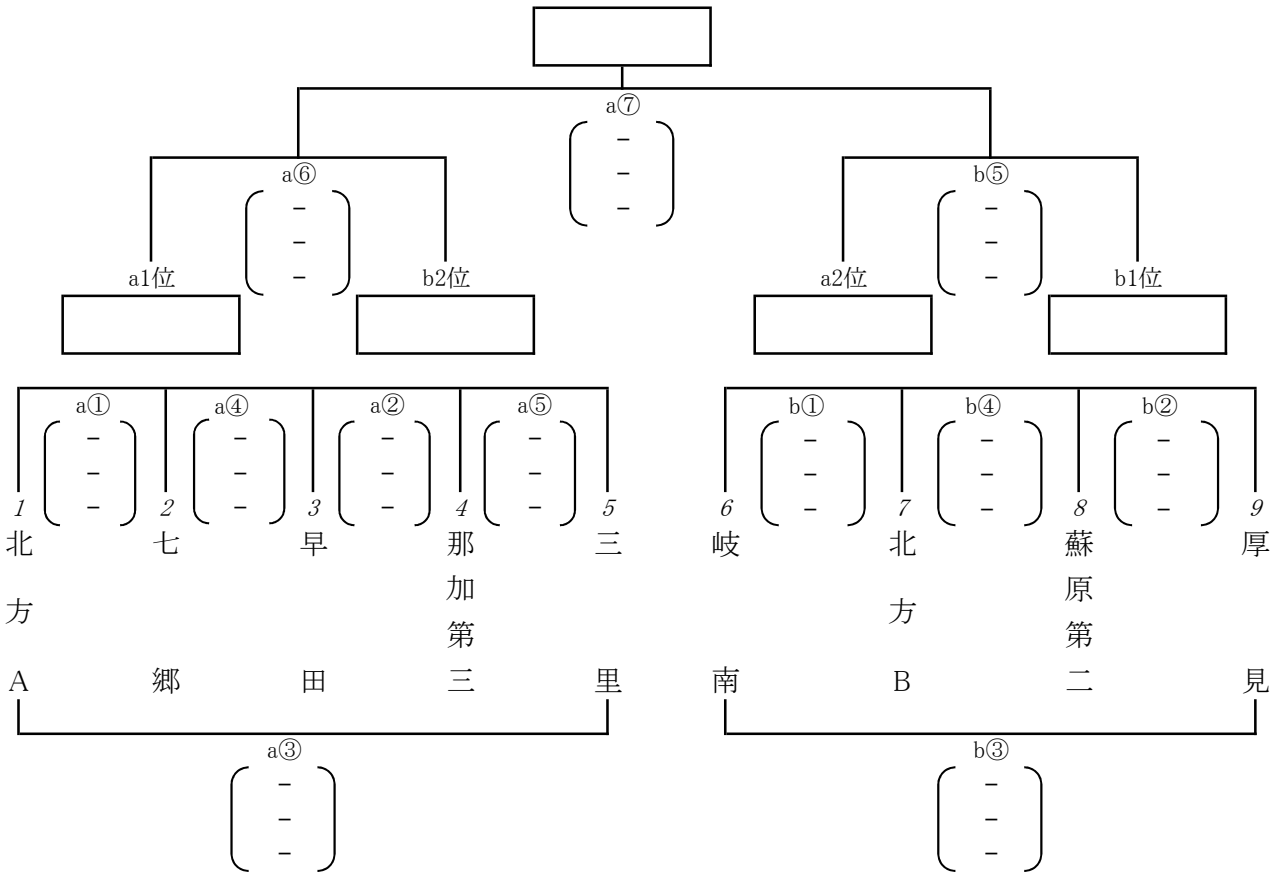 a⑦
-
-
-
a⑥
b⑤
- -
- -
- -
a1位 b2位 a2位 b1位
a① a④ a② a⑤ b① b④ b②
- - - - - - -
- - - - - - -
- - - - - - -
1 2 3 4 5 6 7 8 9
北方A
七郷
早田
那加第三
三里
岐南
北方B
蘇原第二
厚見
a③ b③
- -
- -
- -